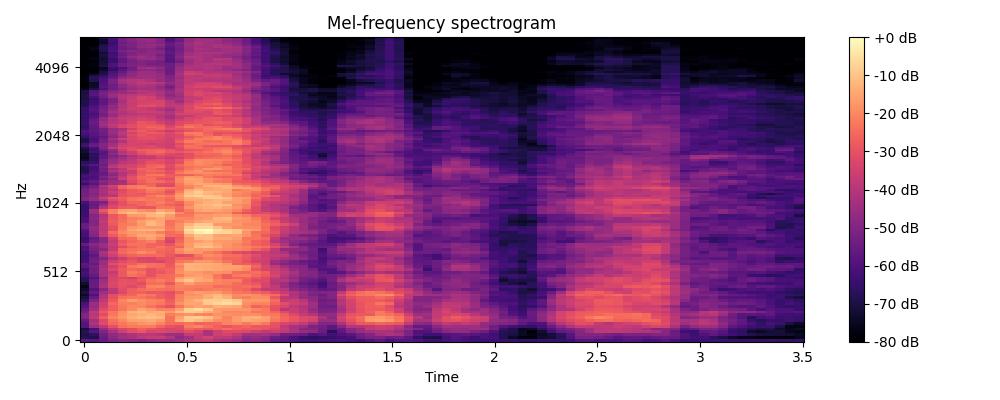 Mel-frequency spectrogram
Hz
4096
2048
1024
512
0
0
0.5
1
1.5
2
2.5
3
3.5
Time
+0 dB
-10 dB
-20 dB
-30 dB
-40 dB
-50 dB
-60 dB
-70 dB
-80 dB